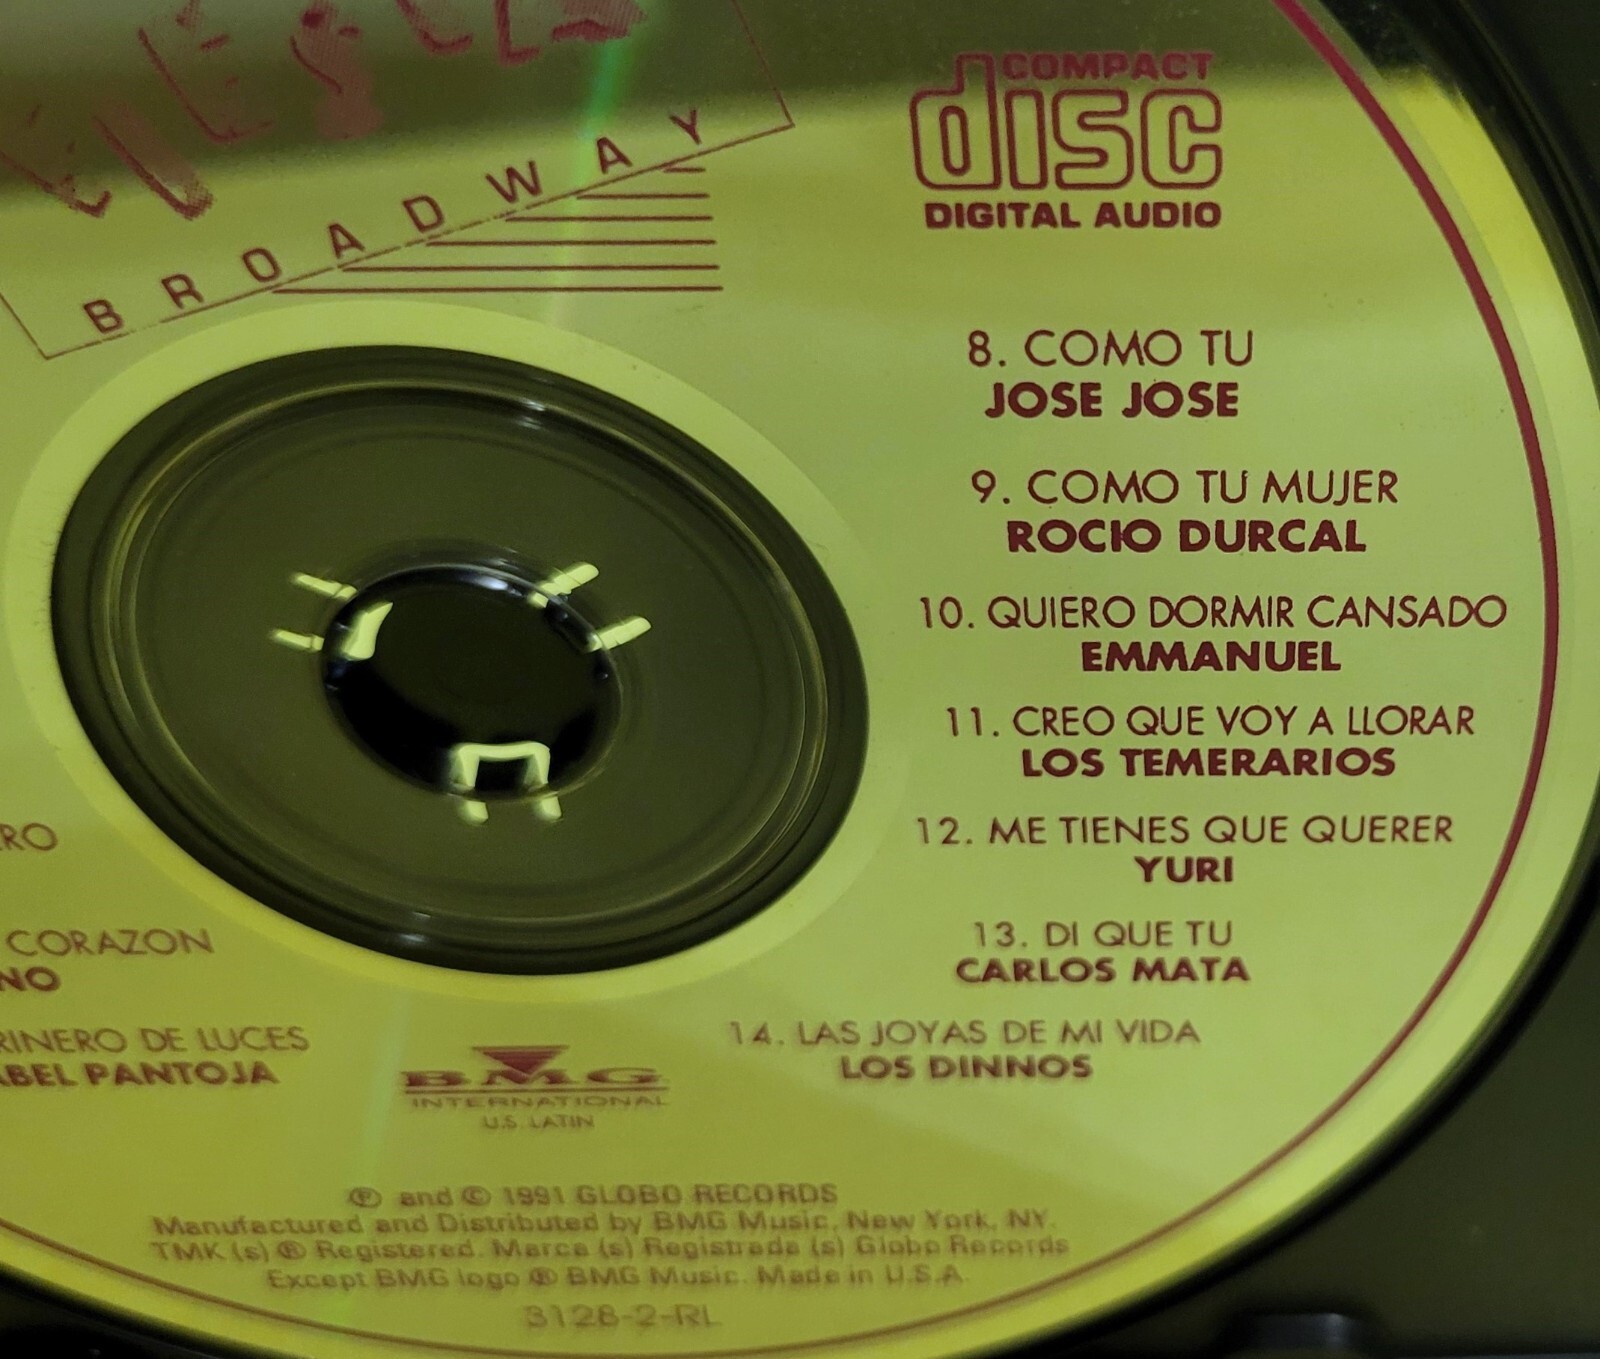 BROADWAY
COMPACT
disc
DIGITAL AUDIO
8. COMO TU
JOSE JOSE
9. COMO TU MUJER
ROCIO DURCAL
10. QUIERO DORMIR CANSADO
EMMANUEL
11. CREO QUE VOY A LLORAR
LOS TEMERARIOS
12. ME TIENES QUE QUERER
YURI
13. DI QUE TU
CARLOS MATA
14. LAS JOYAS DE MI VIDA
LOS DINNOS
RO
CORAZON
NO
RINERO DE LUCES
ABEL PANTOJA
BMG
INTERNATIONAL
U.S. LATIN
℗ and © 1991 GLOBO RECORDS
Manufactured and Distributed by BMG Music, New York, NY.
TMK (s) ® Registered. Marca (s) Registrada (s) Globo Records
Except BMG logo ® BMG Music. Made in U.S.A.
3128-2-RL